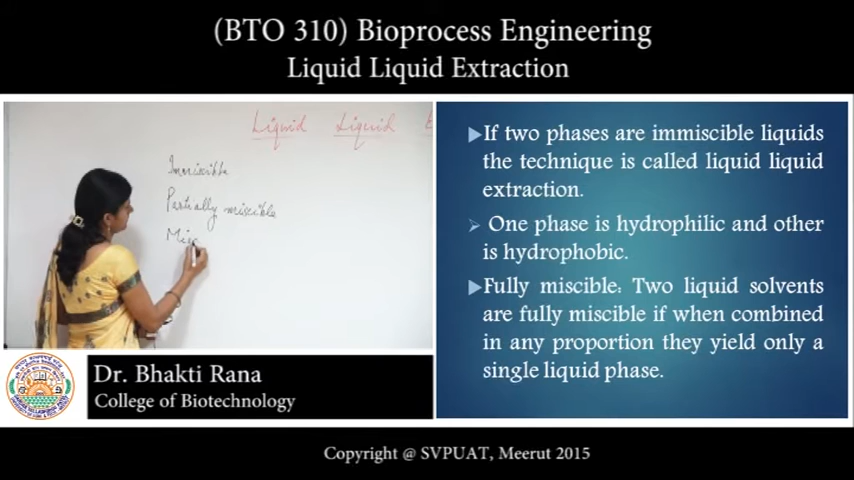 (BTO 310) Bioprocess Engineering
Liquid Liquid Extraction
Liquid Liquid
Immiscible
Partially miscible
Misc
If two phases are immiscible liquids
the technique is called liquid liquid
extraction.
One phase is hydrophilic and other
is hydrophobic.
Fully miscible: Two liquid solvents
are fully miscible if when combined
in any proportion they yield only a
single liquid phase.
Dr. Bhakti Rana
College of Biotechnology
Copyright @ SVPUAT, Meerut 2015